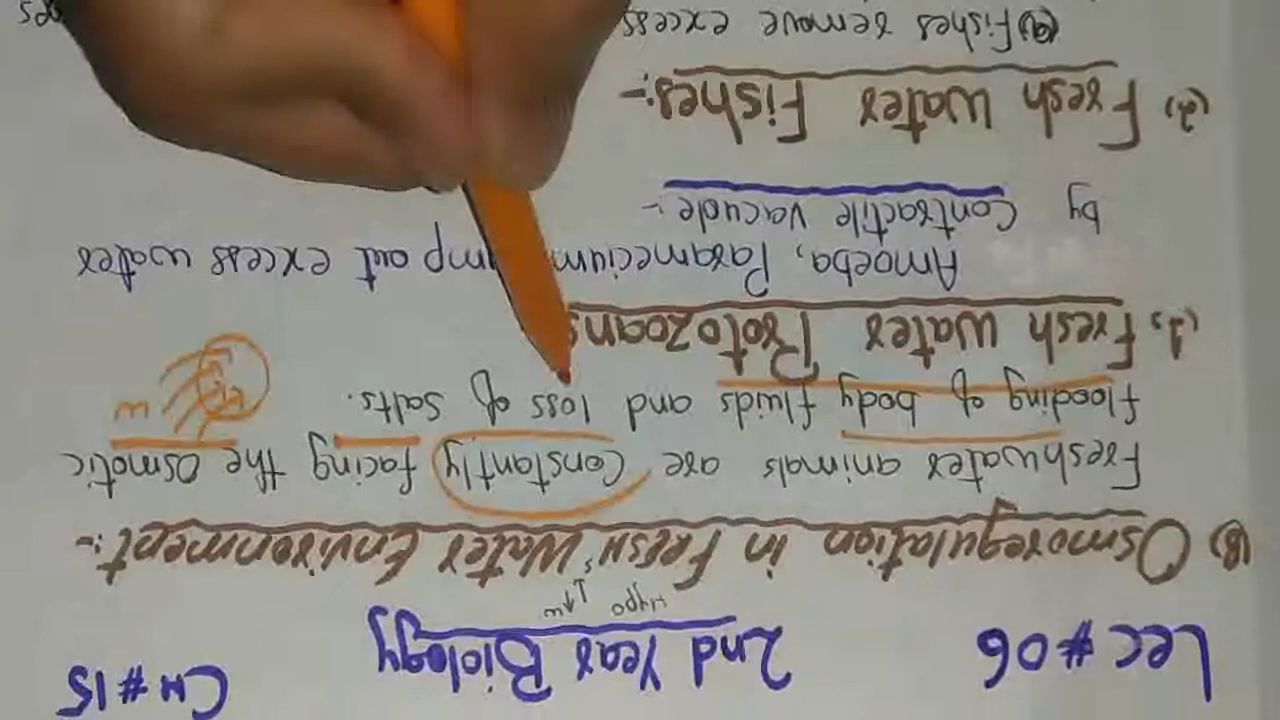 Lec # 06 2nd Year Biology Ch # 15
Hypo s↓ ↑w
(B) Osmoregulation in Fresh Water Environment:-
Freshwater animals are constantly facing the osmotic
flooding of body fluids and loss of salts.
w
(1) Fresh water Protozoans
Amoeba, Paramecium pump out excess water
by Contractile vacuole:-
(2) Fresh water Fishes:-
(a) Fishes remove excess